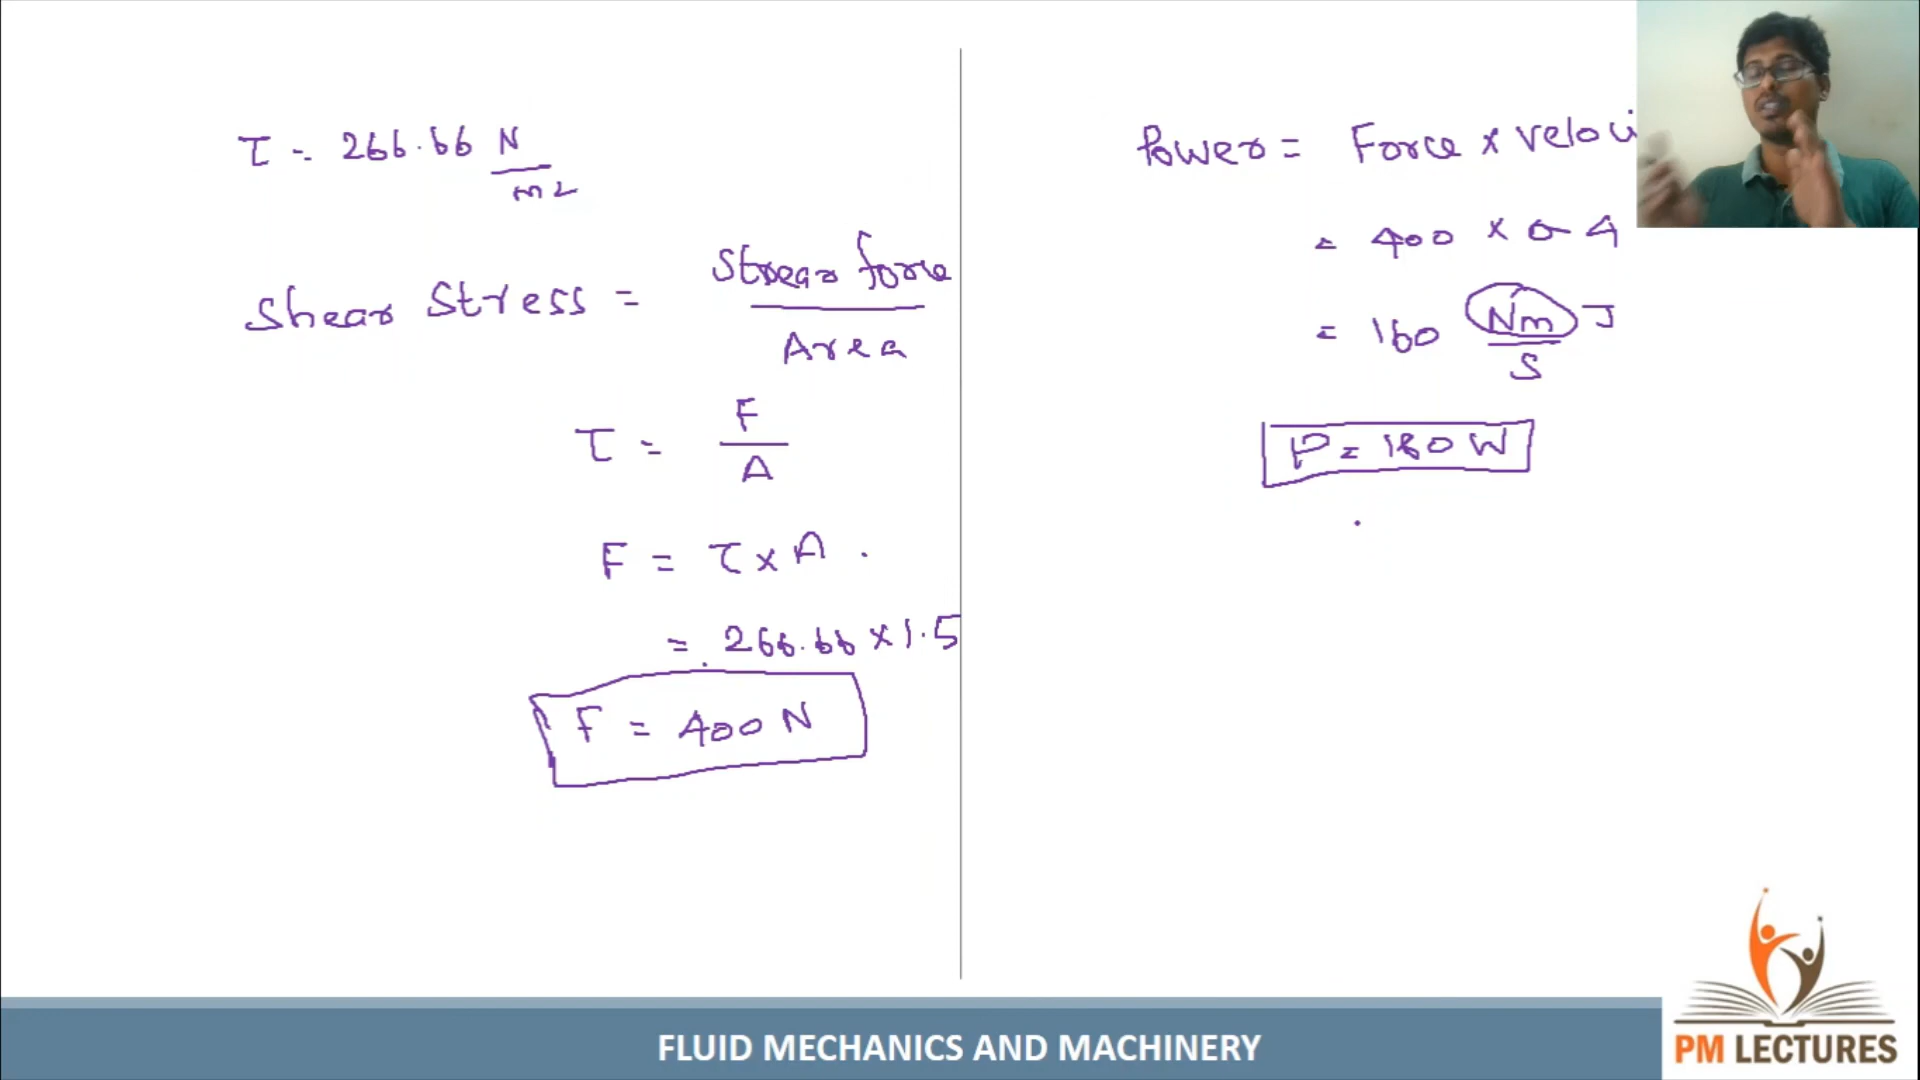 τ = 266.66 N/m2
Shear Stress = Shear force / Area
τ = F / A
F = τ × A .
= 266.66 × 1.5
F = 400 N
Power = Force × veloci
= 400 × 0.4
= 160 Nm/S J
P = 160 W
FLUID MECHANICS AND MACHINERY
PM LECTURES